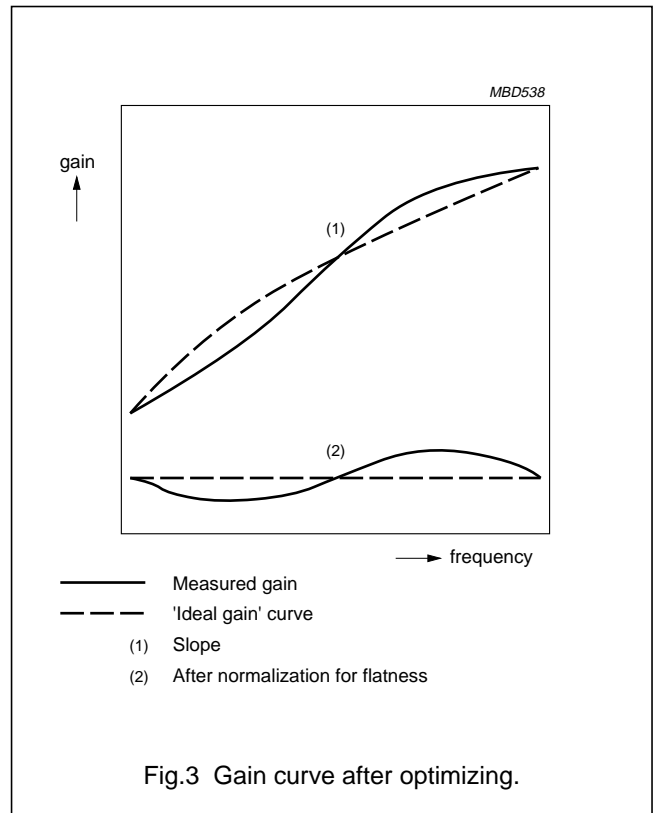 MBD538
gain
(1)
(2)
frequency
Measured gain
'Ideal gain' curve
(1) Slope
(2) After normalization for flatness
Fig.3 Gain curve after optimizing.